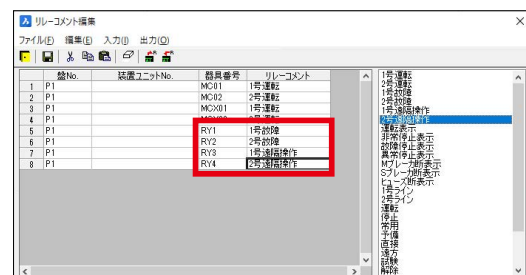 リレーコメント編集
ファイル(F) 編集(E) 入力(I) 出力(O)
盤No. 装置ユニットNo. 器具番号 リレーコメント
1 P1 MC01 1号運転
2 P1 MC02 2号運転
3 P1 MCX01 1号運転
4 P1
5 P1 RY1 1号故障
6 P1 RY2 2号故障
7 P1 RY3 1号遠隔操作
8 P1 RY4 2号遠隔操作
1号運転
2号運転
1号故障
2号故障
1号遠隔操作
2号遠隔操作
運転表示
非常停止表示
故障停止表示
異常停止表示
Mブレーカ断表示
Sブレーカ断表示
ヒューズ断表示
1号ライン
2号ライン
運転
停止
常用
予備
直接
遠方
試験
解除